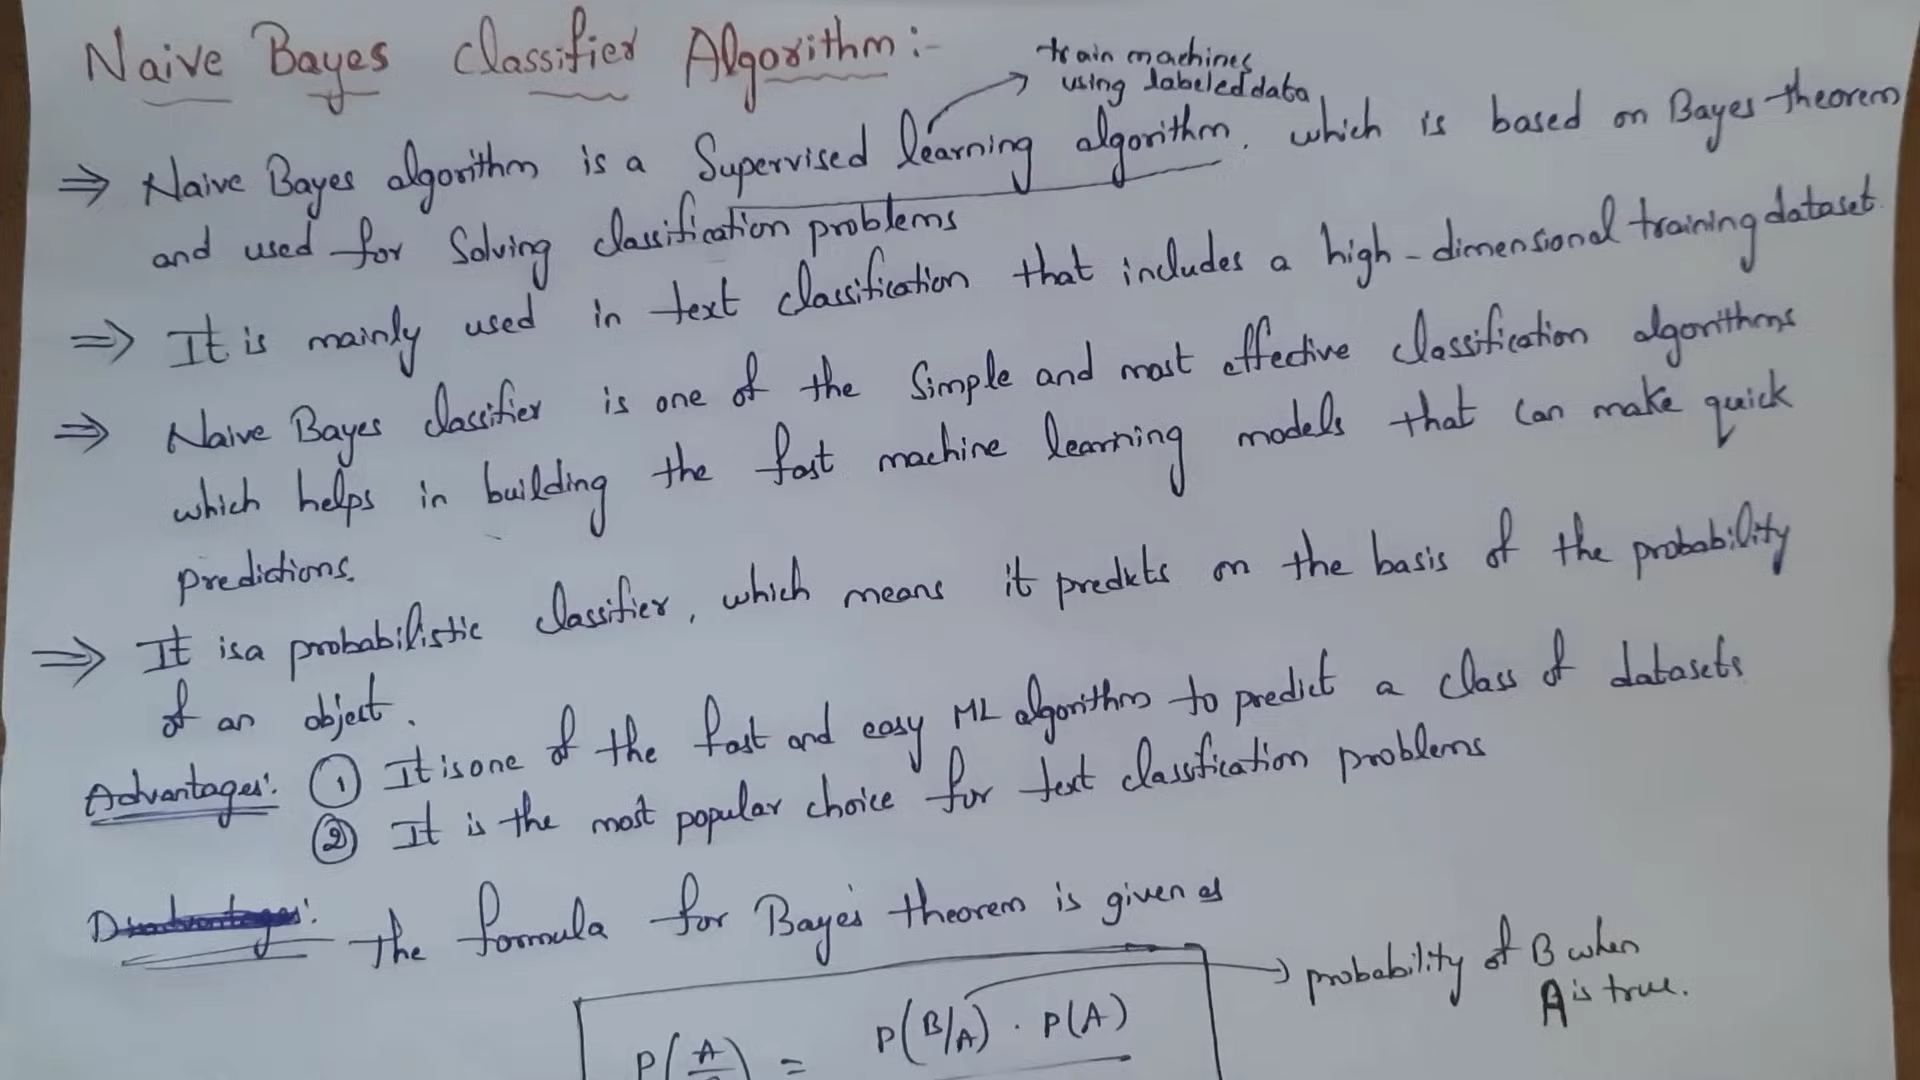 Naive Bayes classifier Algorithm:-
train machines
using labeled data
⇒ Naive Bayes algorithm is a Supervised learning algorithm, which is based on Bayes theorem
and used for Solving classification problems
⇒ It is mainly used in text classification that includes a high-dimensional training dataset.
⇒ Naive Bayes classifier is one of the Simple and most effective classification algorithms
which helps in building the fast machine learning models that can make quick
predictions.
⇒ It is a probabilistic classifier, which means it predicts on the basis of the probability
of an object.
Advantages: ① It is one of the fast and easy ML algorithms to predict a class of datasets
② It is the most popular choice for text classification problems
Disadvantages: the formula for Bayes theorem is given as
→ probability of B when
A is true.
P(B/A) · P(A)
P(A/ =